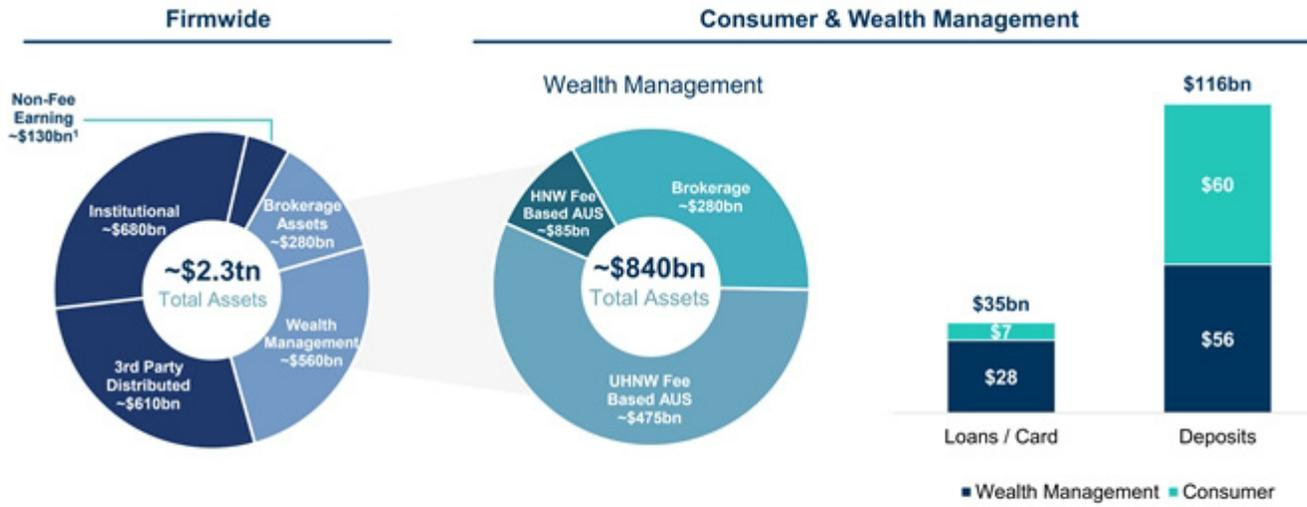 Firmwide
Non-Fee
Earning
~$130bn¹
Institutional
~$680bn
Brokerage
Assets
~$280bn
~$2.3tn
Total Assets
Wealth
Management
~$560bn
3rd Party
Distributed
~$610bn
Consumer & Wealth Management
Wealth Management
HNW Fee
Based AUS
~$85bn
Brokerage
~$280bn
~$840bn
Total Assets
UHNW Fee
Based AUS
~$475bn
$35bn
$7
$28
Loans / Card
$116bn
$60
$56
Deposits
Wealth Management
Consumer